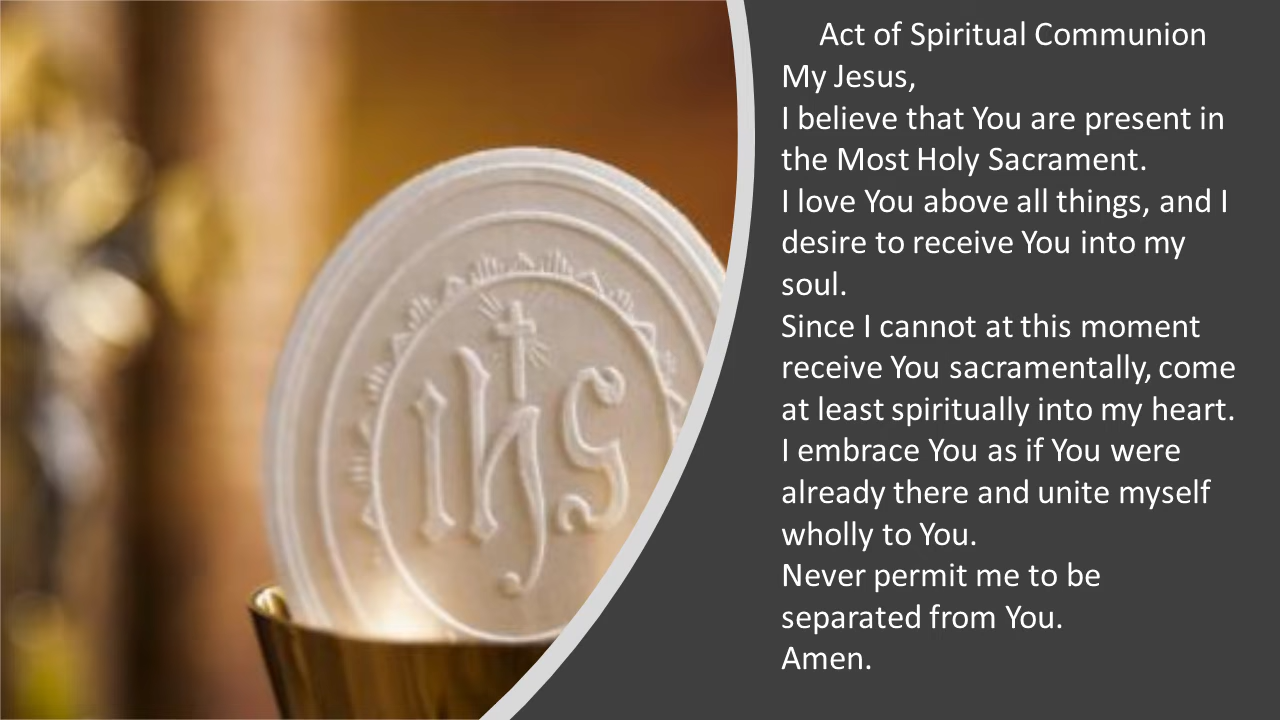 ihs
Act of Spiritual Communion
My Jesus,
I believe that You are present in
the Most Holy Sacrament.
I love You above all things, and I
desire to receive You into my
soul.
Since I cannot at this moment
receive You sacramentally, come
at least spiritually into my heart.
I embrace You as if You were
already there and unite myself
wholly to You.
Never permit me to be
separated from You.
Amen.